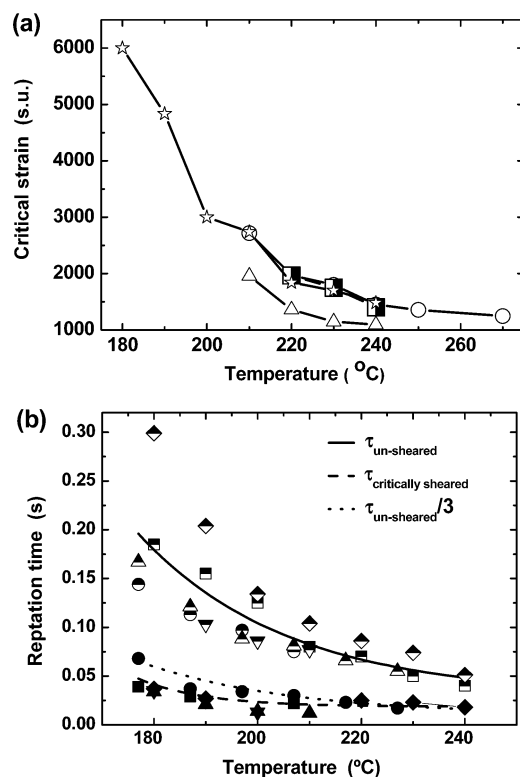 (a)
6000
5000
4000
3000
2000
1000
Critical strain (s.u.)
180 200 220 240 260
Temperature ( °C)
(b)
0.30
0.25
0.20
0.15
0.10
0.05
0.00
Reptation time (s)
τun-sheared
τcritically sheared
τun-sheared/3
180 200 220 240
Temperature (ºC)